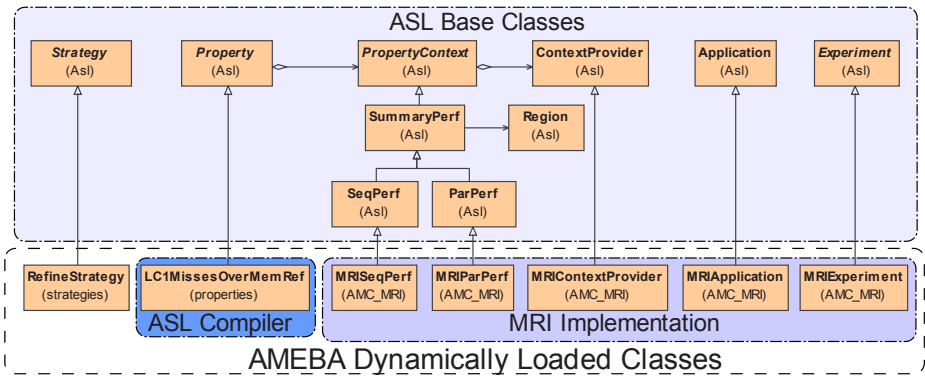 ASL Base Classes
Strategy
(Asl)
Property
(Asl)
PropertyContext
(Asl)
ContextProvider
(Asl)
Application
(Asl)
Experiment
(Asl)
SummaryPerf
(Asl)
Region
(Asl)
SeqPerf
(Asl)
ParPerf
(Asl)
RefineStrategy
(strategies)
LC1MissesOverMemRef
(properties)
MRISeqPerf
(AMC_MRI)
MRIParPerf
(AMC_MRI)
MRIContextProvider
(AMC_MRI)
MRIApplication
(AMC_MRI)
MRIExperiment
(AMC_MRI)
ASL Compiler
MRI Implementation
AMEBA Dynamically Loaded Classes